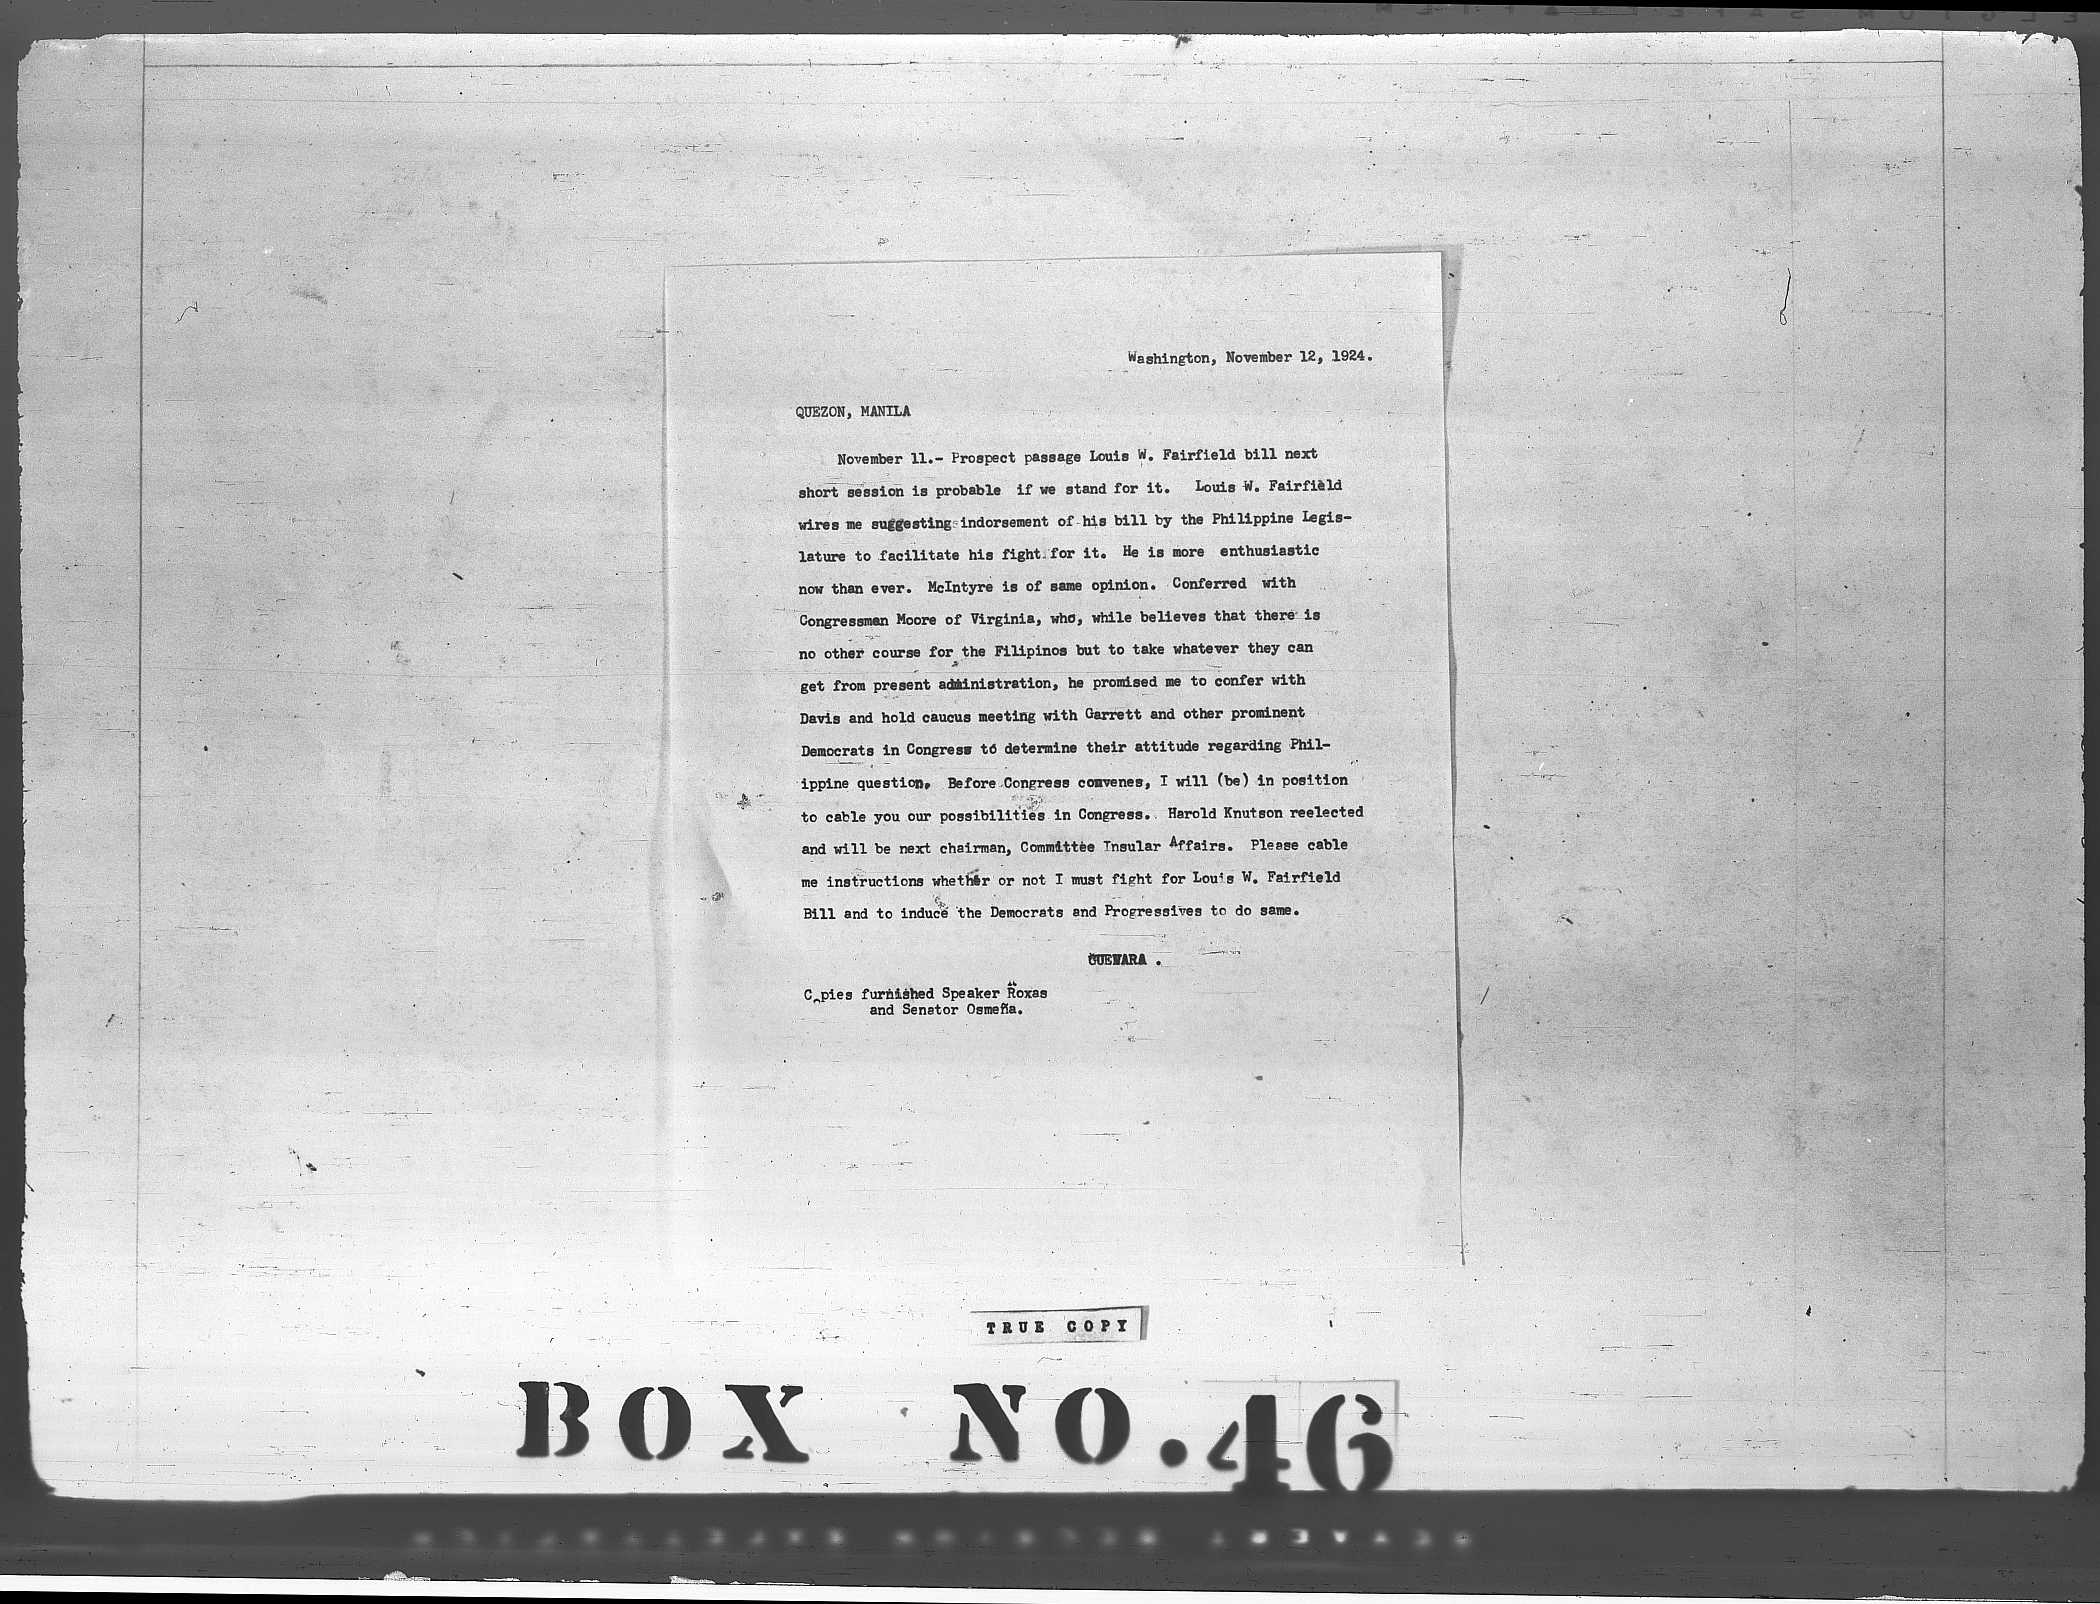 Washington, November 12, 1924.
QUEZON, MANILA
November 11.- Prospect passage Louis W. Fairfield bill next
short session is probable if we stand for it. Louis W. Fairfield
wires me suggesting indorsement of his bill by the Philippine Legis-
lature to facilitate his fight for it. He is more enthusiastic
now than ever. McIntyre is of same opinion. Conferred with
Congressman Moore of Virginia, who, while believes that there is
no other course for the Filipinos but to take whatever they can
get from present administration, he promised me to confer with
Davis and hold caucus meeting with Garrett and other prominent
Democrats in Congress to determine their attitude regarding Phil-
ippine question. Before Congress convenes, I will (be) in position
to cable you our possibilities in Congress. Harold Knutson reelected
and will be next chairman, Committee Insular Affairs. Please cable
me instructions whether or not I must fight for Louis W. Fairfield
Bill and to induce the Democrats and Progressives to do same.
GUEVARA .
Copies furnished Speaker Roxas
and Senator Osmeña.
TRUE COPY
BOX NO. 46